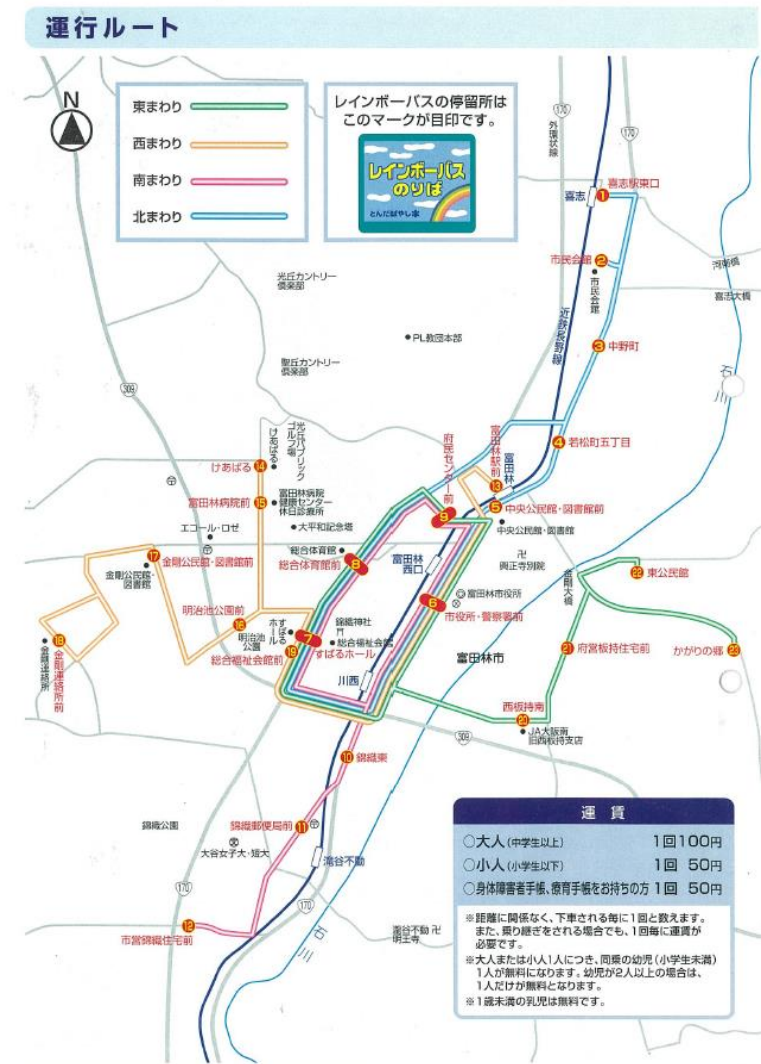 運行ルート
N
東まわり
西まわり
南まわり
北まわり
レインボーバスの停留所は
このマークが目印です。
レインボーバス
のりば
とんだばやし市
170
外環状線
170
喜志
1
喜志駅東口
市民会館
2
市民会館
河南橋
喜志大橋
光丘カントリー
倶楽部
PL教団本部
近鉄長野線
3
中野町
石川
聖丘カントリー
倶楽部
309
光丘パブリック
ゴルフ場
けあぱる
けあぱる
14
府民センター前
富田林駅前
4
若松町五丁目
富田林病院前
15
富田林病院
健康センター
休日診療所
13
富田林
5
中央公民館・図書館前
9
中央公民館・図書館
エコール・ロゼ
大平和記念塔
17
金剛公民館・図書館前
金剛公民館・
図書館
総合体育館
総合体育館前
8
富田林
西口
興正寺別院
金剛大橋
22
東公民館
富田林市役所
6
市役所・警察署前
明治池公園前
16
明治池
公園
すばる
ホール
7
すばるホール
錦織神社
総合福祉会館
19
総合福祉会館前
18
金剛連絡所前
金剛連絡所
富田林市
21
府営板持住宅前
かがりの郷
23
川西
西板持南
20
JA大阪南
旧西板持支店
309
10
錦織東
錦織公園
錦織郵便局前
11
大谷女子大・短大
滝谷不動
170
170
12
市営錦織住宅前
滝谷不動
明王寺
石川
運賃
○大人(中学生以上) 1回100円
○小人(小学生以下) 1回 50円
○身体障害者手帳、療育手帳をお持ちの方 1回 50円
※距離に関係なく、下車される毎に1回と数えます。
また、乗り継ぎをされる場合でも、1回毎に運賃が
必要です。
※大人または小人1人につき、同乗の幼児(小学生未満)
1人が無料になります。幼児が2人以上の場合は、
1人だけが無料となります。
※1歳未満の乳児は無料です。